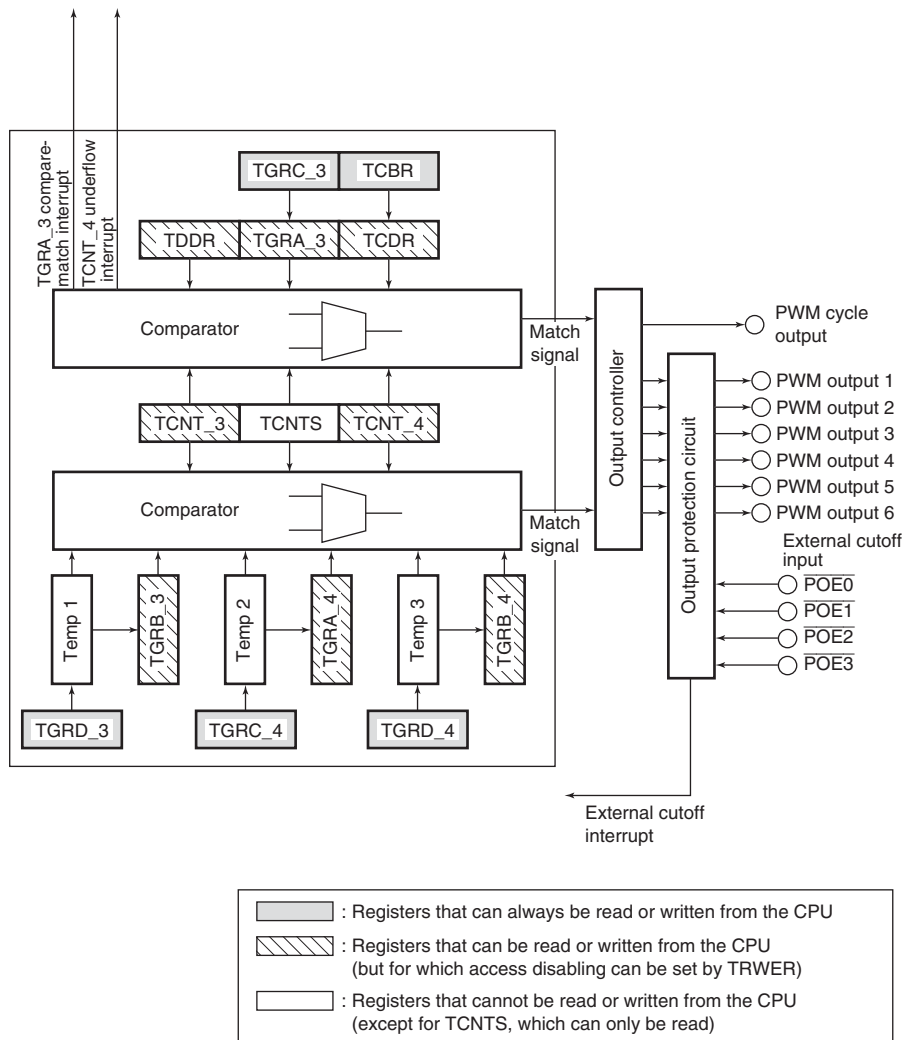 TGRA_3 compare-
match interrupt
TCNT_4 underflow
interrupt
TGRC_3
TCBR
TDDR
TGRA_3
TCDR
Comparator
Match
signal
TCNT_3
TCNTS
TCNT_4
Comparator
Match
signal
Temp 1
TGRB_3
Temp 2
TGRA_4
Temp 3
TGRB_4
TGRD_3
TGRC_4
TGRD_4
Output controller
Output protection circuit
PWM cycle
output
PWM output 1
PWM output 2
PWM output 3
PWM output 4
PWM output 5
PWM output 6
External cutoff
input
POE0
POE1
POE2
POE3
External cutoff
interrupt
: Registers that can always be read or written from the CPU
: Registers that can be read or written from the CPU
(but for which access disabling can be set by TRWER)
: Registers that cannot be read or written from the CPU
(except for TCNTS, which can only be read)